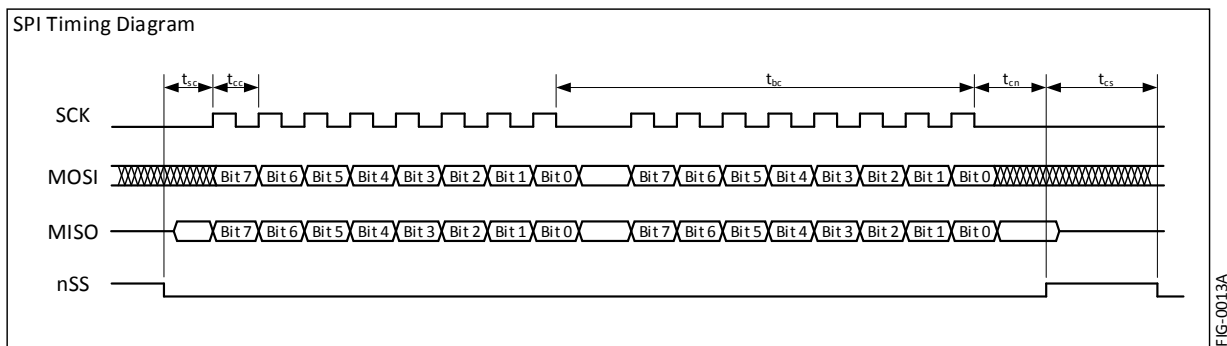 SPI Timing Diagram
tsc tcc tbc tcn tcs
SCK
MOSI Bit 7 Bit 6 Bit 5 Bit 4 Bit 3 Bit 2 Bit 1 Bit 0 Bit 7 Bit 6 Bit 5 Bit 4 Bit 3 Bit 2 Bit 1 Bit 0
MISO Bit 7 Bit 6 Bit 5 Bit 4 Bit 3 Bit 2 Bit 1 Bit 0 Bit 7 Bit 6 Bit 5 Bit 4 Bit 3 Bit 2 Bit 1 Bit 0
nSS
FIG-0013A